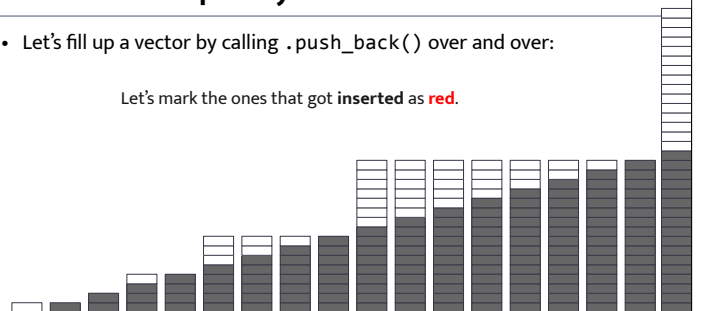 • Let's fill up a vector by calling .push_back() over and over:
Let's mark the ones that got inserted as red.